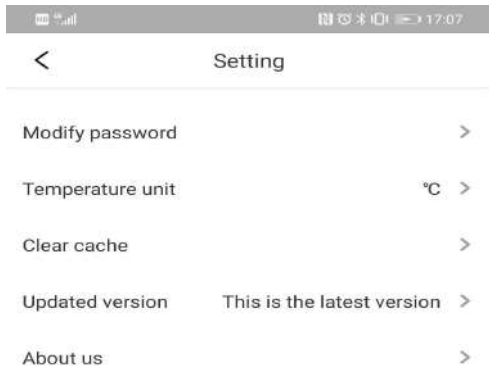 17:07
Setting
Modify password
Temperature unit ℃
Clear cache
Updated version This is the latest version
About us